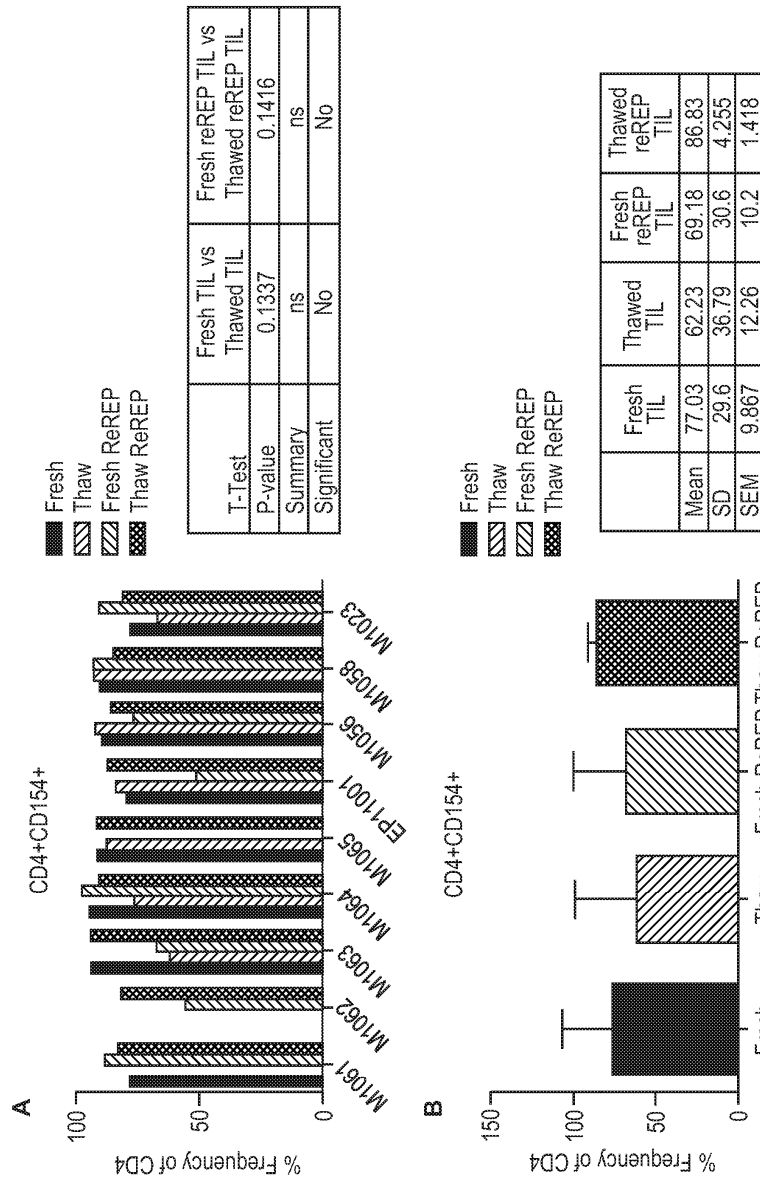 A
CD4+CD154+
% Frequency of CD4
100
50
0
M1061
M1062
M1063
M1064
M1065
EP11001
M1056
M1058
M1023
Fresh
Thaw
Fresh ReREP
Thaw ReREP
T-Test Fresh TIL vs Thawed TIL Fresh reREP TIL vs Thawed reREP TIL
P-value 0.1337 0.1416
Summary ns ns
Significant No No
B
CD4+CD154+
% Frequency of CD4
150
100
50
0
Fresh Thaw Fresh ReREP Thaw ReREP
Fresh
Thaw
Fresh ReREP
Thaw ReREP
Fresh TIL Thawed TIL Fresh reREP TIL Thawed reREP TIL
Mean 77.03 62.23 69.18 86.83
SD 29.6 36.79 30.6 4.255
SEM 9.867 12.26 10.2 1.418